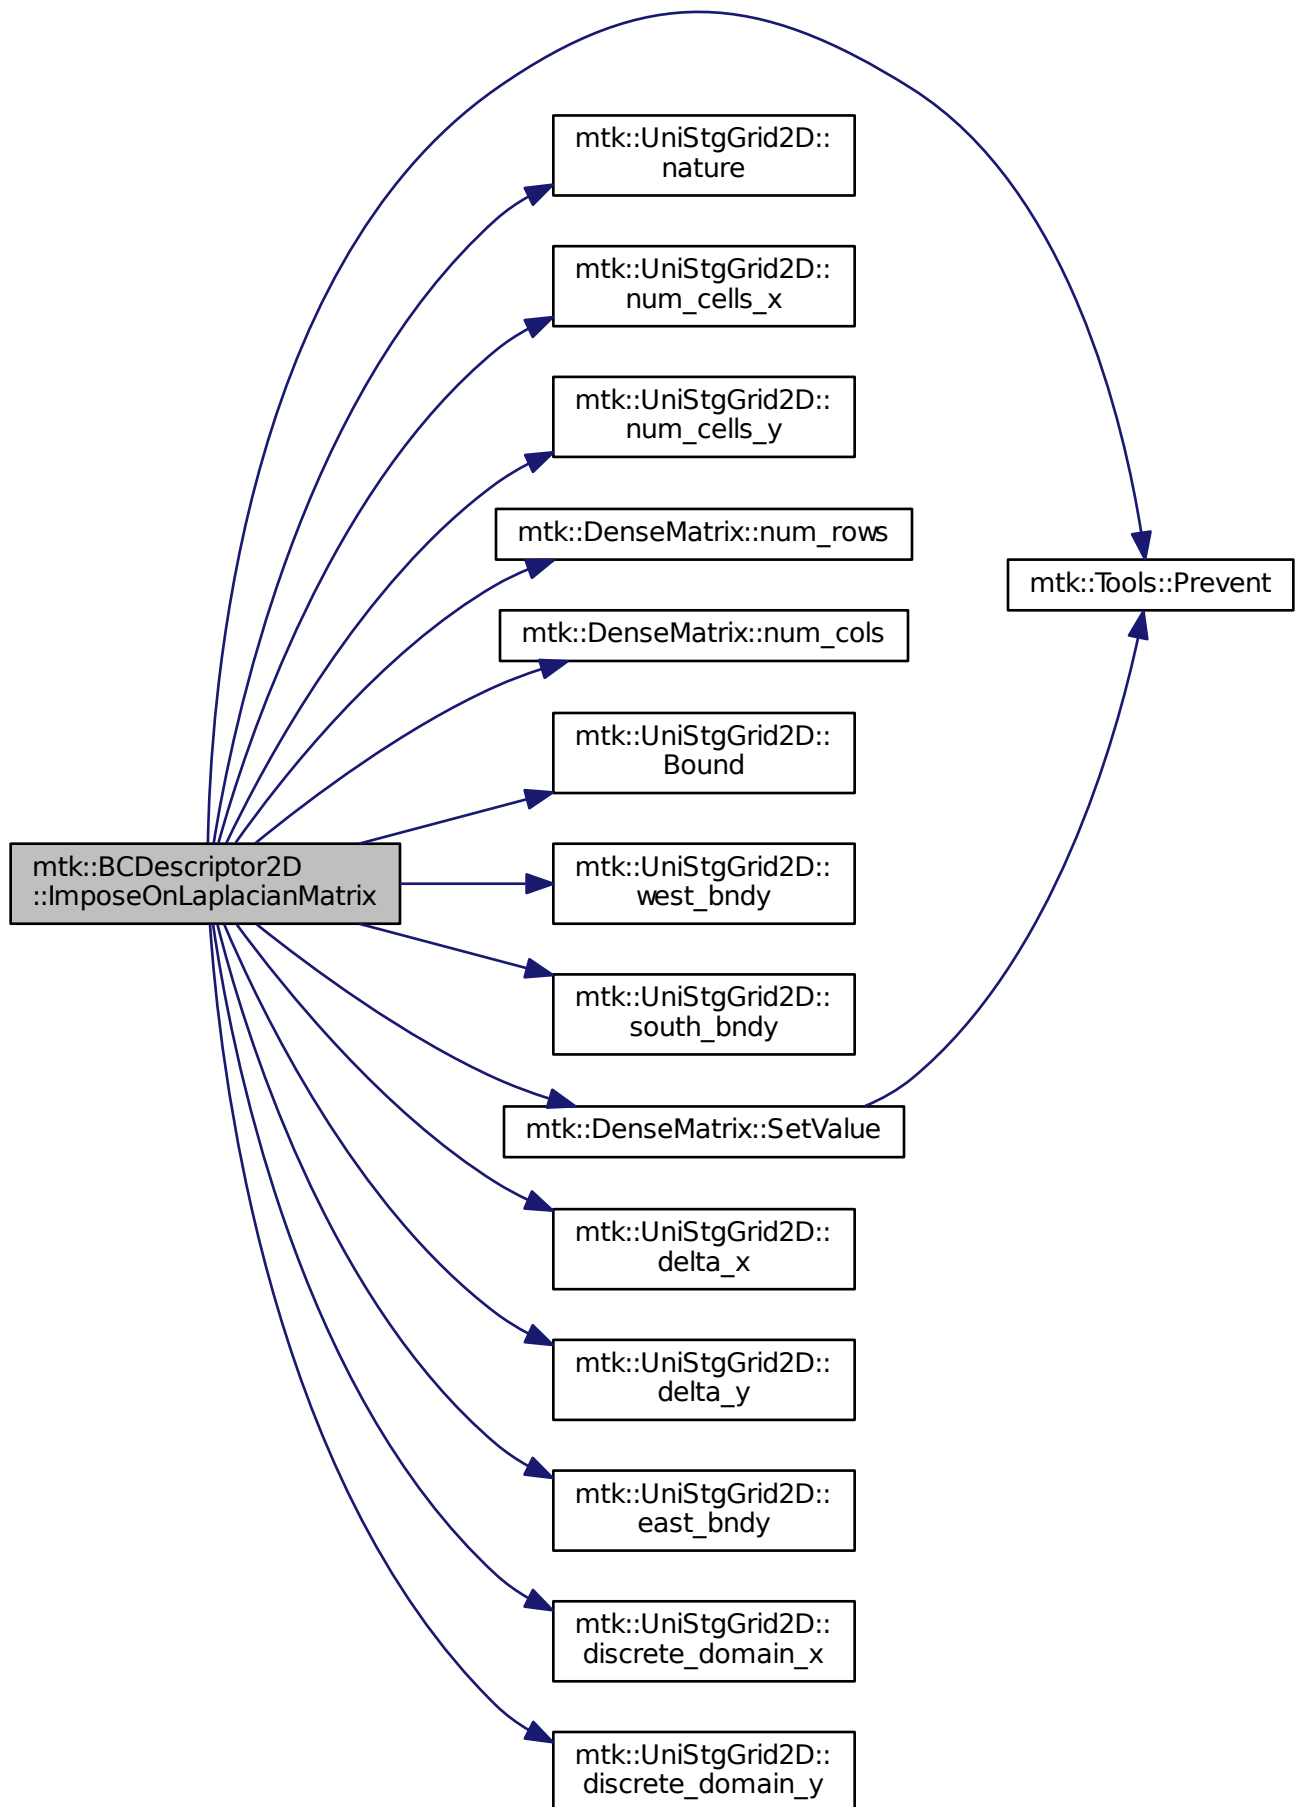 mtk::UniStgGrid2D::
nature
mtk::UniStgGrid2D::
num_cells_x
mtk::UniStgGrid2D::
num_cells_y
mtk::DenseMatrix::num_rows
mtk::Tools::Prevent
mtk::DenseMatrix::num_cols
mtk::UniStgGrid2D::
Bound
mtk::BCDescriptor2D
::ImposeOnLaplacianMatrix
mtk::UniStgGrid2D::
west_bndy
mtk::UniStgGrid2D::
south_bndy
mtk::DenseMatrix::SetValue
mtk::UniStgGrid2D::
delta_x
mtk::UniStgGrid2D::
delta_y
mtk::UniStgGrid2D::
east_bndy
mtk::UniStgGrid2D::
discrete_domain_x
mtk::UniStgGrid2D::
discrete_domain_y